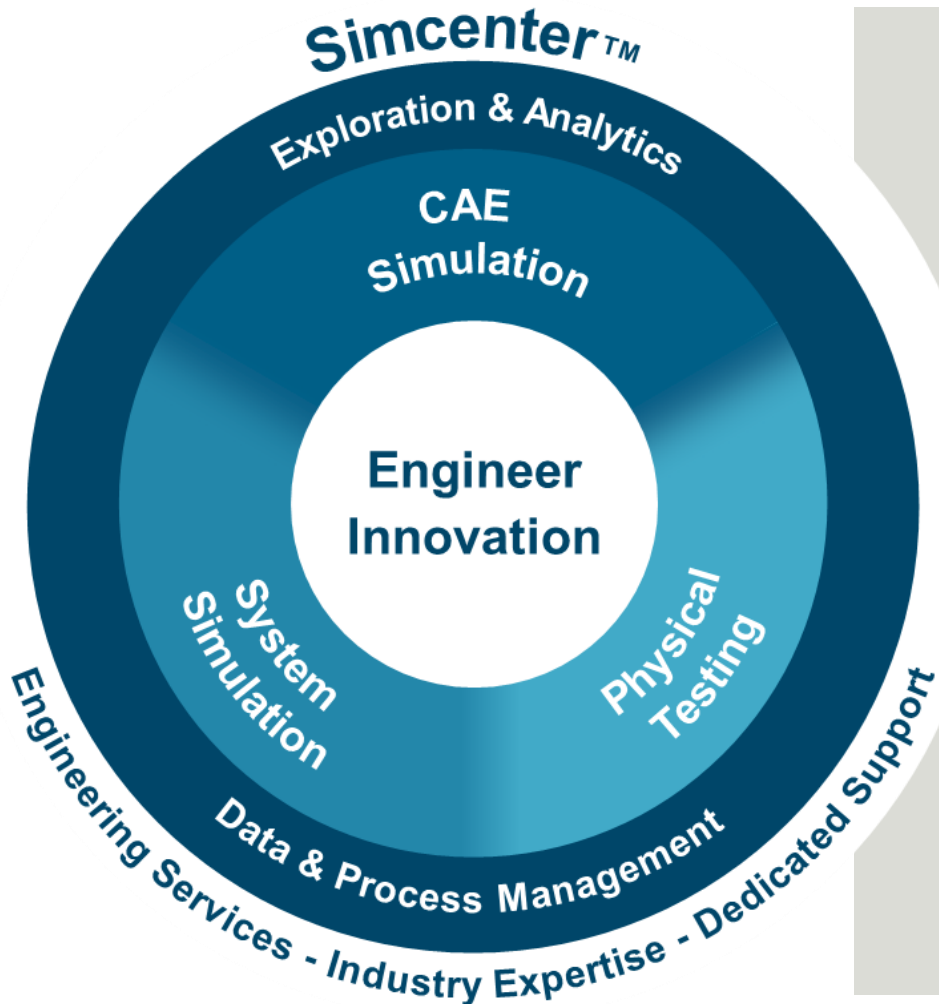 Simcenter™
Exploration & Analytics
CAE
Simulation
Engineer
Innovation
System
Simulation
Physical
Testing
Data & Process Management
Engineering Services - Industry Expertise - Dedicated Support